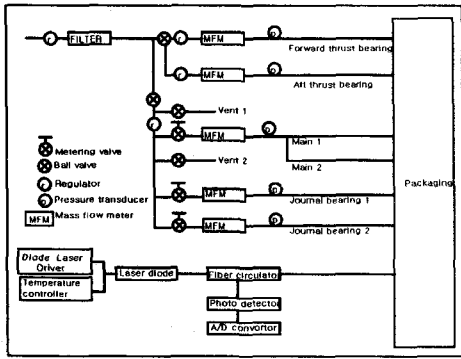 r FILTER r MFM p
Forward thrust bearing
r MFM p
Aft thrust bearing
Vent 1
r MFM p Main 1
Metering valve
Ball valve Vent 2
Main 2
r Regulator
Packaging
p Pressure transducer MFM p Journal bearing 1
MFM Mass flow meter
MFM p
Journal bearing 2
Diode Laser
Driver
Laser diode Fiber circulator
Temperature
controller
Photo detector
A/D convertor